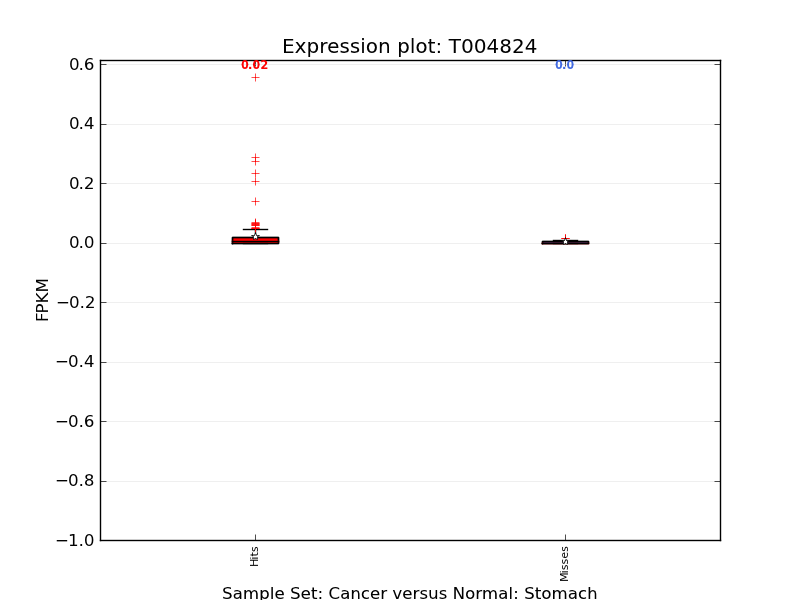 Expression plot: T004824
0.02
0.0
0.6
0.4
0.2
0.0
−0.2
−0.4
−0.6
−0.8
−1.0
FPKM
Hits
Misses
Sample Set: Cancer versus Normal: Stomach